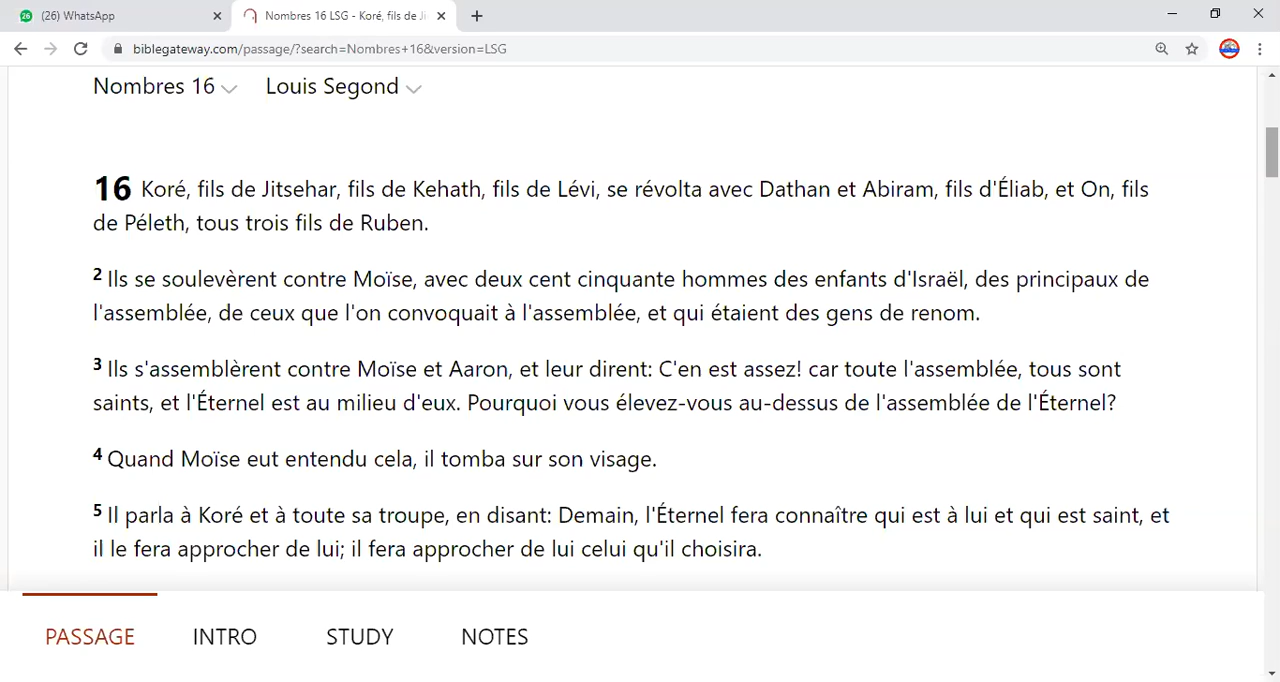 26 (26) WhatsApp
Nombres 16 LSG - Koré, fils de Ji
biblegateway.com/passage/?search=Nombres+16&version=LSG
Nombres 16 Louis Segond
16 Koré, fils de Jitsehar, fils de Kehath, fils de Lévi, se révolta avec Dathan et Abiram, fils d'Éliab, et On, fils
de Péleth, tous trois fils de Ruben.
2 Ils se soulevèrent contre Moïse, avec deux cent cinquante hommes des enfants d'Israël, des principaux de
l'assemblée, de ceux que l'on convoquait à l'assemblée, et qui étaient des gens de renom.
3 Ils s'assemblèrent contre Moïse et Aaron, et leur dirent: C'en est assez! car toute l'assemblée, tous sont
saints, et l'Éternel est au milieu d'eux. Pourquoi vous élevez-vous au-dessus de l'assemblée de l'Éternel?
4 Quand Moïse eut entendu cela, il tomba sur son visage.
5 Il parla à Koré et à toute sa troupe, en disant: Demain, l'Éternel fera connaître qui est à lui et qui est saint, et
il le fera approcher de lui; il fera approcher de lui celui qu'il choisira.
PASSAGE INTRO STUDY NOTES